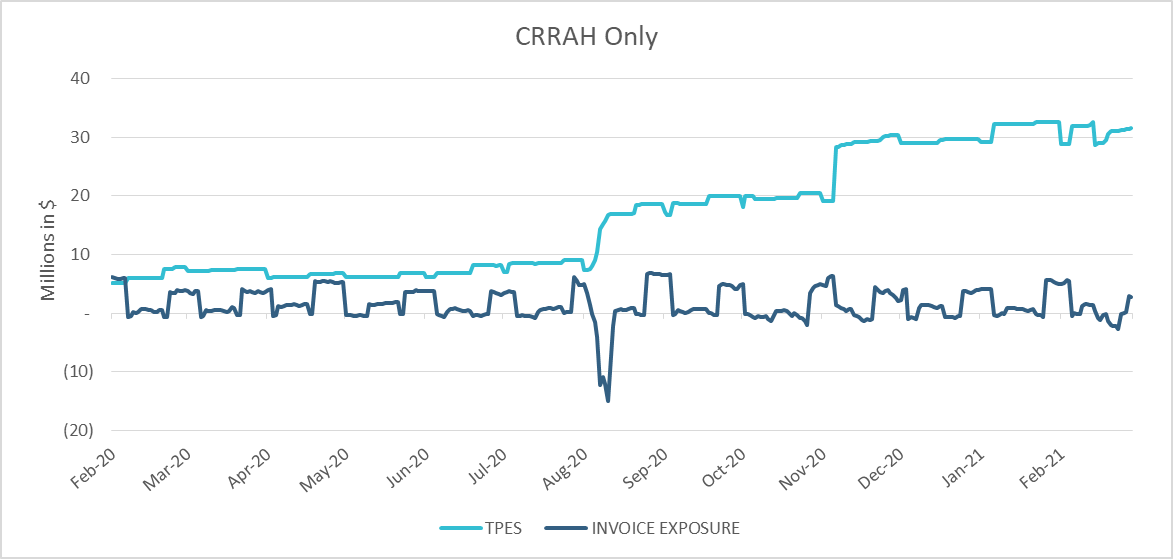 CRRAH Only
Millions in $
40
30
20
10
-
(10)
(20)
Feb-20
Mar-20
Apr-20
May-20
Jun-20
Jul-20
Aug-20
Sep-20
Oct-20
Nov-20
Dec-20
Jan-21
Feb-21
TPES
INVOICE EXPOSURE